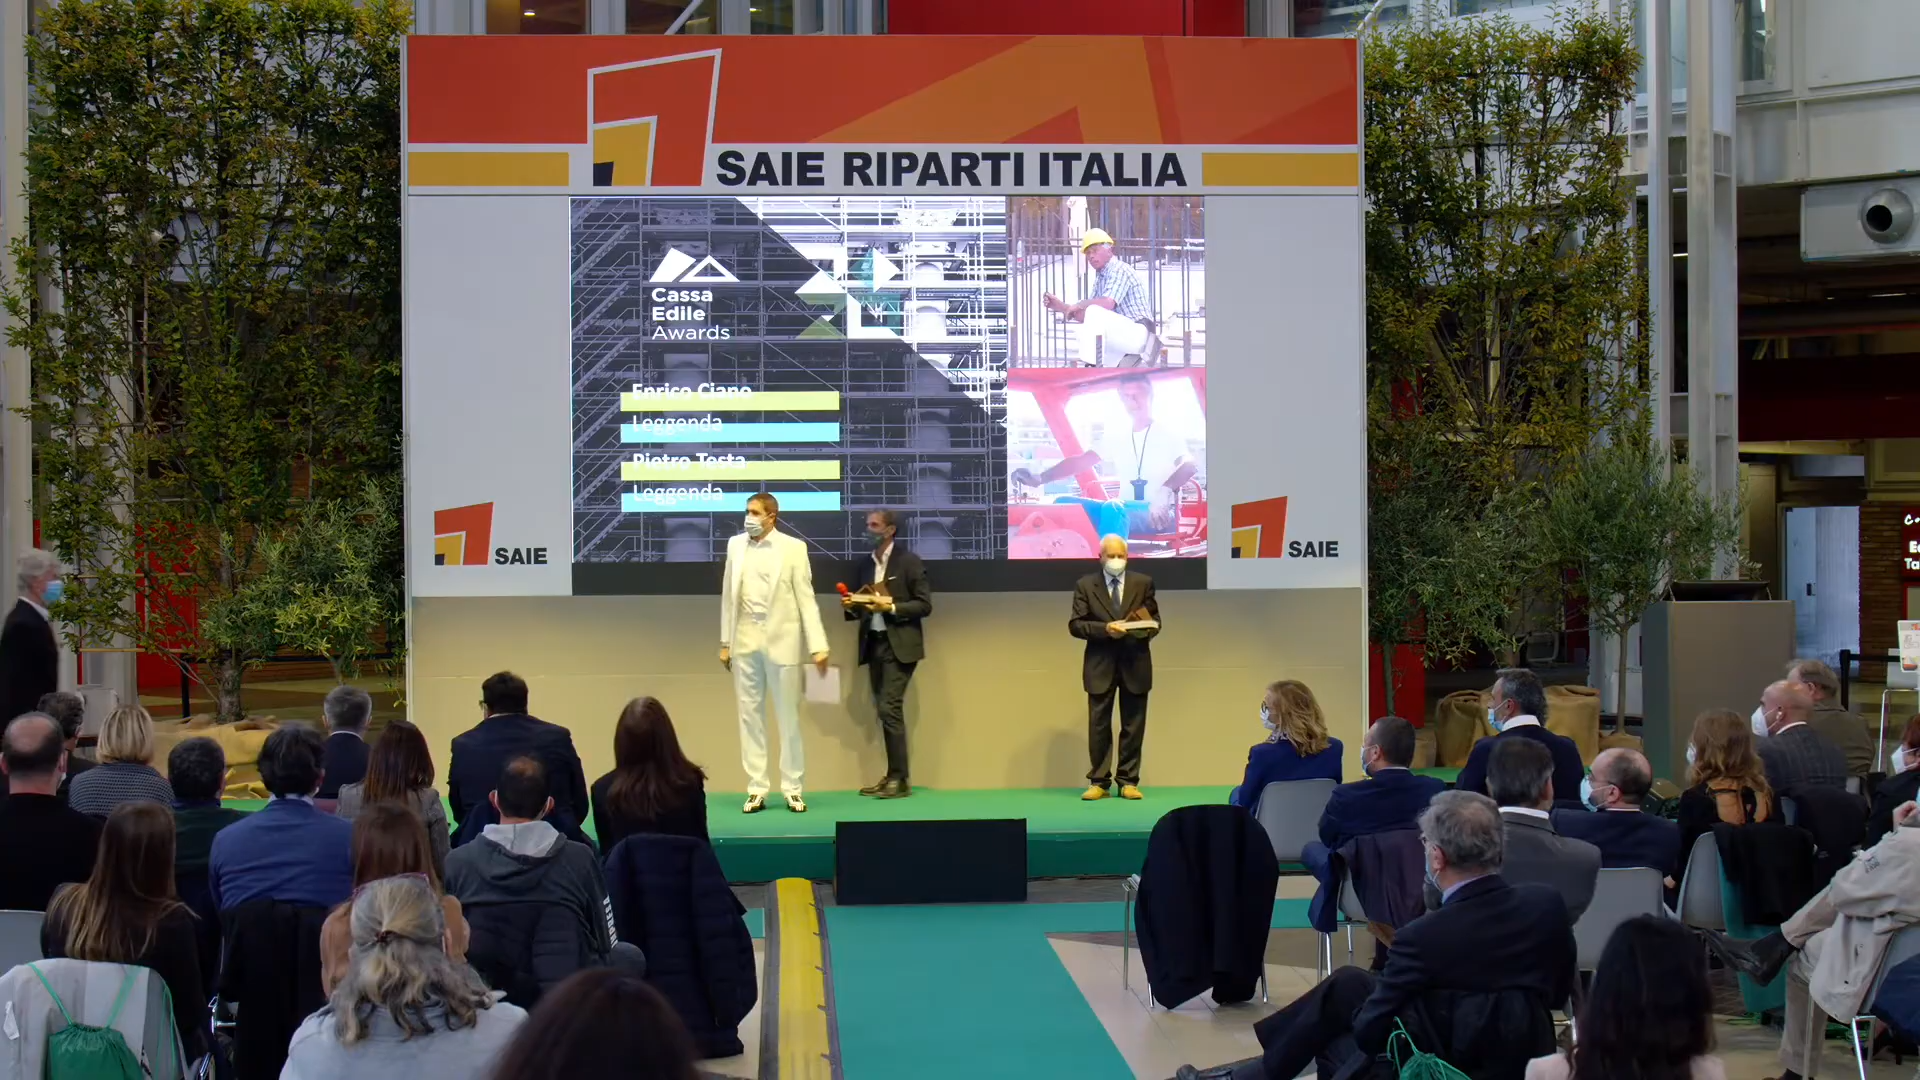 SAIE RIPARTI ITALIA
Cassa
Edile
Awards
Enrico Ciano
Leggenda
Pietro Testa
Leggenda
SAIE
SAIE